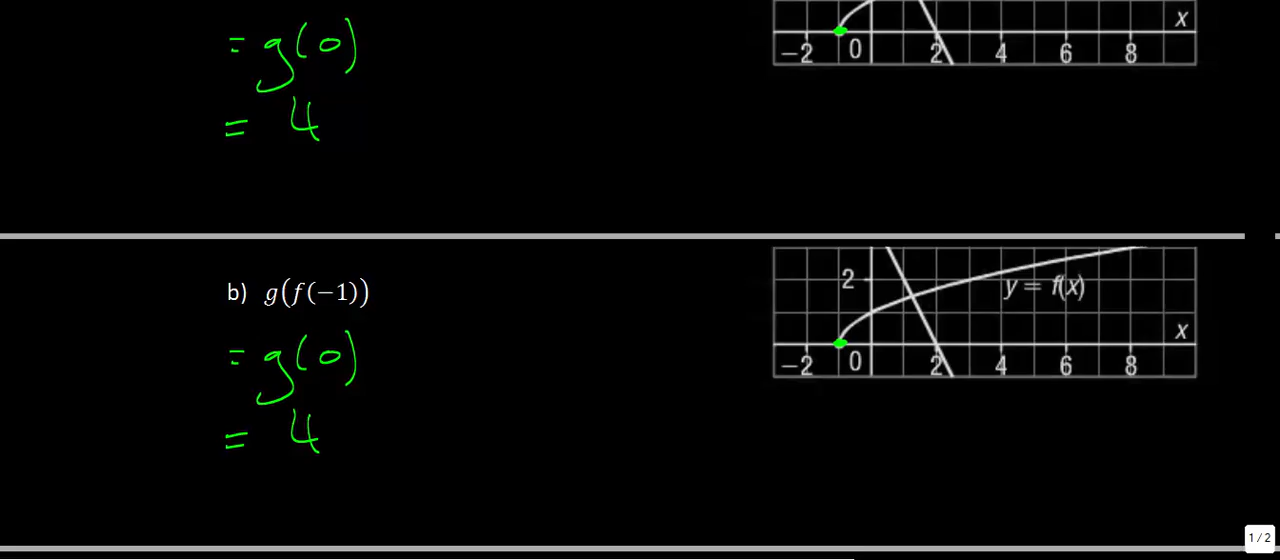 = g(0)
= 4
x
−2 0 2 4 6 8
b) g(f(−1))
= g(0)
= 4
2
y = f(x)
x
−2 0 2 4 6 8
1 / 2